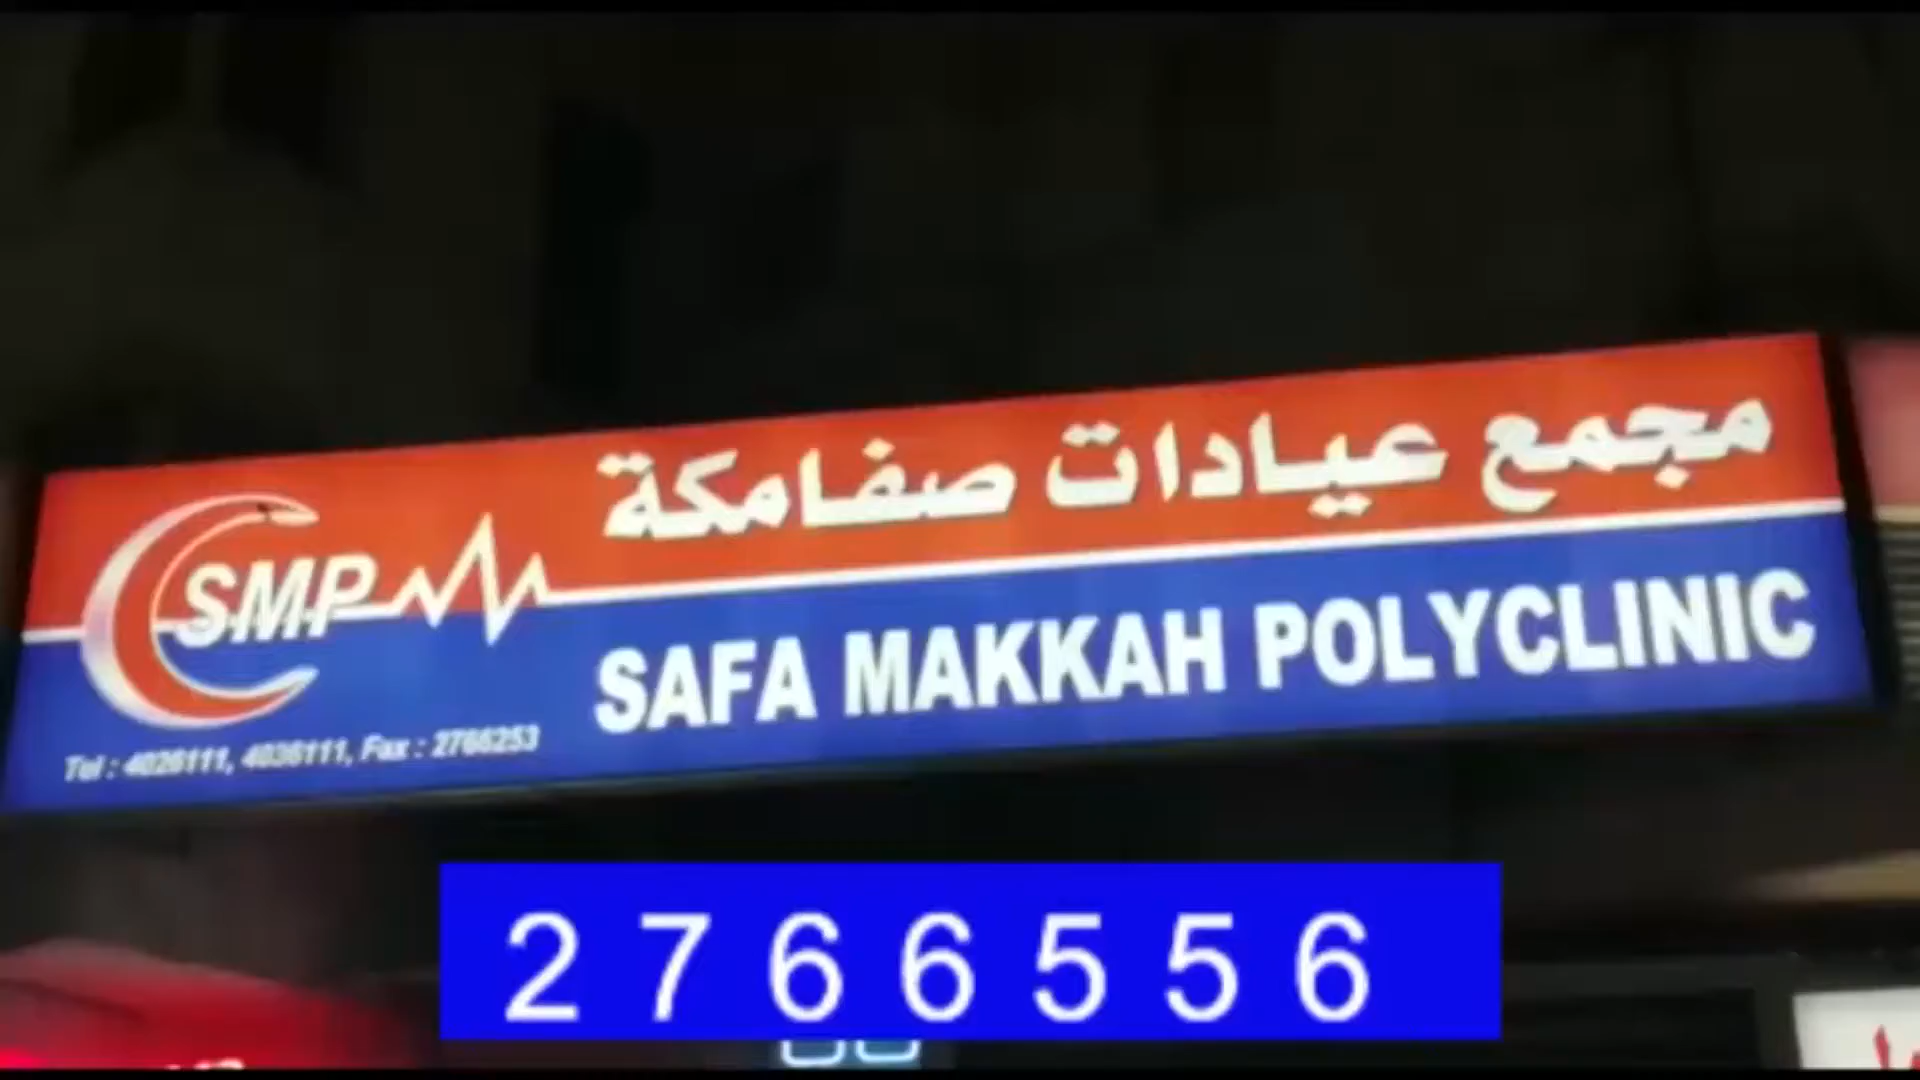 مجمع عيادات صفامكة
SMP
SAFA MAKKAH POLYCLINIC
Tel : 4026111, 4036111, Fax : 2766253
2 7 6 6 5 5 6